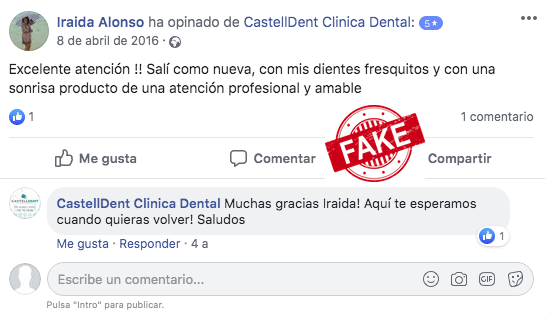 Iraida Alonso ha opinado de CastellDent Clinica Dental: 5★
8 de abril de 2016 ·
Excelente atención !! Salí como nueva, con mis dientes fresquitos y con una
sonrisa producto de una atención profesional y amable
1 1 comentario
Me gusta Comentar Compartir
FAKE
CASTELLDENT
CastellDent Clinica Dental Muchas gracias Iraida! Aquí te esperamos
cuando quieras volver! Saludos
1
Me gusta · Responder · 4 a
Escribe un comentario... GIF
Pulsa "Intro" para publicar.